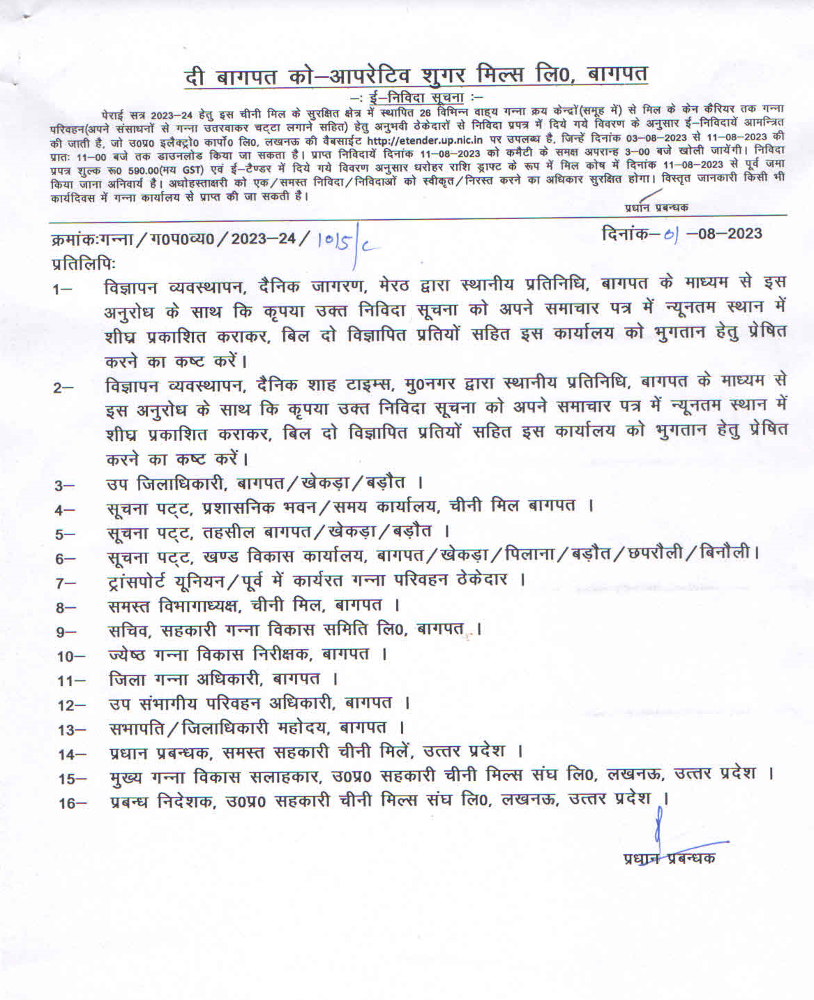 दी बागपत को–आपरेटिव शुगर मिल्स लि0, बागपत
–: ई–निविदा सूचना :–
पेराई सत्र 2023–24 हेतु इस चीनी मिल के सुरक्षित क्षेत्र में स्थापित 26 विभिन्न वाहय गन्ना क्रय केन्द्रों(समूह में) से मिल के केन कैरियर तक गन्ना
परिवहन(अपने संसाधनों से गन्ना उतरवाकर चट्टा लगाने सहित) हेतु अनुभवी ठेकेदारों से निविदा प्रपत्र में दिये गये विवरण के अनुसार ई–निविदायें आमन्त्रित
की जाती है, जो उ0प्र0 इलैक्ट्रो0 कार्पो0 लि0, लखनऊ की वैबसाईट http://etender.up.nic.in पर उपलब्ध है, जिन्हें दिनांक 03–08–2023 से 11–08–2023 की
प्रातः 11–00 बजे तक डाउनलोड किया जा सकता है। प्राप्त निविदायें दिनांक 11–08–2023 को कमैटी के समक्ष अपरान्ह 3–00 बजे खोली जायेंगी। निविदा
प्रपत्र शुल्क रू0 590.00(मय GST) एवं ई–टैण्डर में दिये गये विवरण अनुसार धरोहर राशि ड्राफ्ट के रूप में मिल कोष में दिनांक 11–08–2023 से पूर्व जमा
किया जाना अनिवार्य है। अधोहस्ताक्षरी को एक/समस्त निविदा/निविदाओं को स्वीकृत/निरस्त करने का अधिकार सुरक्षित होगा। विस्तृत जानकारी किसी भी
कार्यदिवस में गन्ना कार्यालय से प्राप्त की जा सकती है।
प्रधान प्रबन्धक
क्रमांकःगन्ना/ग0प0व्य0/2023–24/1015/c दिनांक–01–08–2023
प्रतिलिपिः
1– विज्ञापन व्यवस्थापन, दैनिक जागरण, मेरठ द्वारा स्थानीय प्रतिनिधि, बागपत के माध्यम से इस
अनुरोध के साथ कि कृपया उक्त निविदा सूचना को अपने समाचार पत्र में न्यूनतम स्थान में
शीघ्र प्रकाशित कराकर, बिल दो विज्ञापित प्रतियों सहित इस कार्यालय को भुगतान हेतु प्रेषित
करने का कष्ट करें।
2– विज्ञापन व्यवस्थापन, दैनिक शाह टाइम्स, मु0नगर द्वारा स्थानीय प्रतिनिधि, बागपत के माध्यम से
इस अनुरोध के साथ कि कृपया उक्त निविदा सूचना को अपने समाचार पत्र में न्यूनतम स्थान में
शीघ्र प्रकाशित कराकर, बिल दो विज्ञापित प्रतियों सहित इस कार्यालय को भुगतान हेतु प्रेषित
करने का कष्ट करें।
3– उप जिलाधिकारी, बागपत/खेकड़ा/बड़ौत ।
4– सूचना पट्ट, प्रशासनिक भवन/समय कार्यालय, चीनी मिल बागपत ।
5– सूचना पट्ट, तहसील बागपत/खेकड़ा/बड़ौत ।
6– सूचना पट्ट, खण्ड विकास कार्यालय, बागपत/खेकड़ा/पिलाना/बड़ौत/छपरौली/बिनौली।
7– ट्रांसपोर्ट यूनियन/पूर्व में कार्यरत गन्ना परिवहन ठेकेदार ।
8– समस्त विभागाध्यक्ष, चीनी मिल, बागपत ।
9– सचिव, सहकारी गन्ना विकास समिति लि0, बागपत ।
10– ज्येष्ठ गन्ना विकास निरीक्षक, बागपत ।
11– जिला गन्ना अधिकारी, बागपत ।
12– उप संभागीय परिवहन अधिकारी, बागपत ।
13– सभापति/जिलाधिकारी महोदय, बागपत ।
14– प्रधान प्रबन्धक, समस्त सहकारी चीनी मिलें, उत्तर प्रदेश ।
15– मुख्य गन्ना विकास सलाहकार, उ0प्र0 सहकारी चीनी मिल्स संघ लि0, लखनऊ, उत्तर प्रदेश ।
16– प्रबन्ध निदेशक, उ0प्र0 सहकारी चीनी मिल्स संघ लि0, लखनऊ, उत्तर प्रदेश ।
प्रधान प्रबन्धक